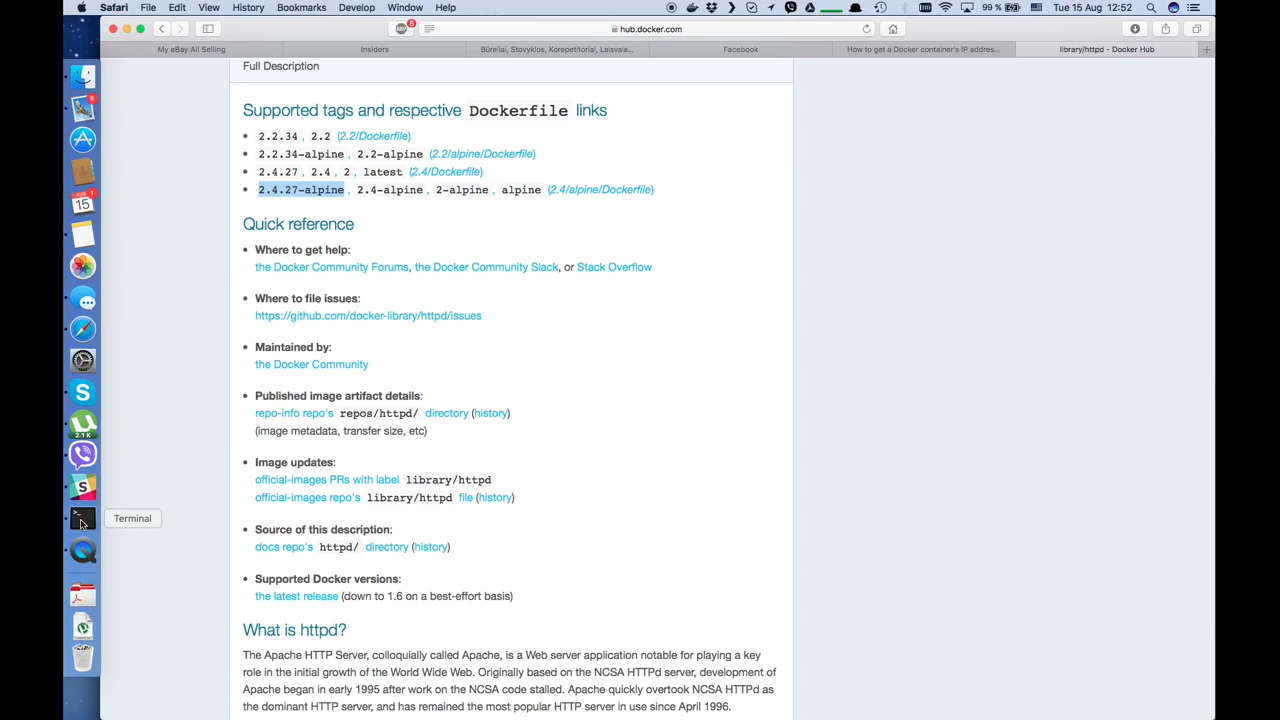 Safari File Edit View History Bookmarks Develop Window Help 99 % Tue 15 Aug 12:52
5
hub.docker.com
My eBay All Selling
Insiders
Būreliai, Stovyklos, Korepetitoriai, Laisvala...
Facebook
How to get a Docker container's IP addres...
library/httpd - Docker Hub
Full Description
Supported tags and respective Dockerfile links
• 2.2.34 , 2.2 (2.2/Dockerfile)
• 2.2.34-alpine , 2.2-alpine (2.2/alpine/Dockerfile)
• 2.4.27 , 2.4 , 2 , latest (2.4/Dockerfile)
• 2.4.27-alpine , 2.4-alpine , 2-alpine , alpine (2.4/alpine/Dockerfile)
Quick reference
• Where to get help:
the Docker Community Forums, the Docker Community Slack, or Stack Overflow
• Where to file issues:
https://github.com/docker-library/httpd/issues
• Maintained by:
the Docker Community
• Published image artifact details:
repo-info repo's repos/httpd/ directory (history)
(image metadata, transfer size, etc)
• Image updates:
official-images PRs with label library/httpd
official-images repo's library/httpd file (history)
• Source of this description:
docs repo's httpd/ directory (history)
• Supported Docker versions:
the latest release (down to 1.6 on a best-effort basis)
What is httpd?
The Apache HTTP Server, colloquially called Apache, is a Web server application notable for playing a key
role in the initial growth of the World Wide Web. Originally based on the NCSA HTTPd server, development of
Apache began in early 1995 after work on the NCSA code stalled. Apache quickly overtook NCSA HTTPd as
the dominant HTTP server, and has remained the most popular HTTP server in use since April 1996.
8
AUG 1
15
2.1 K
Terminal